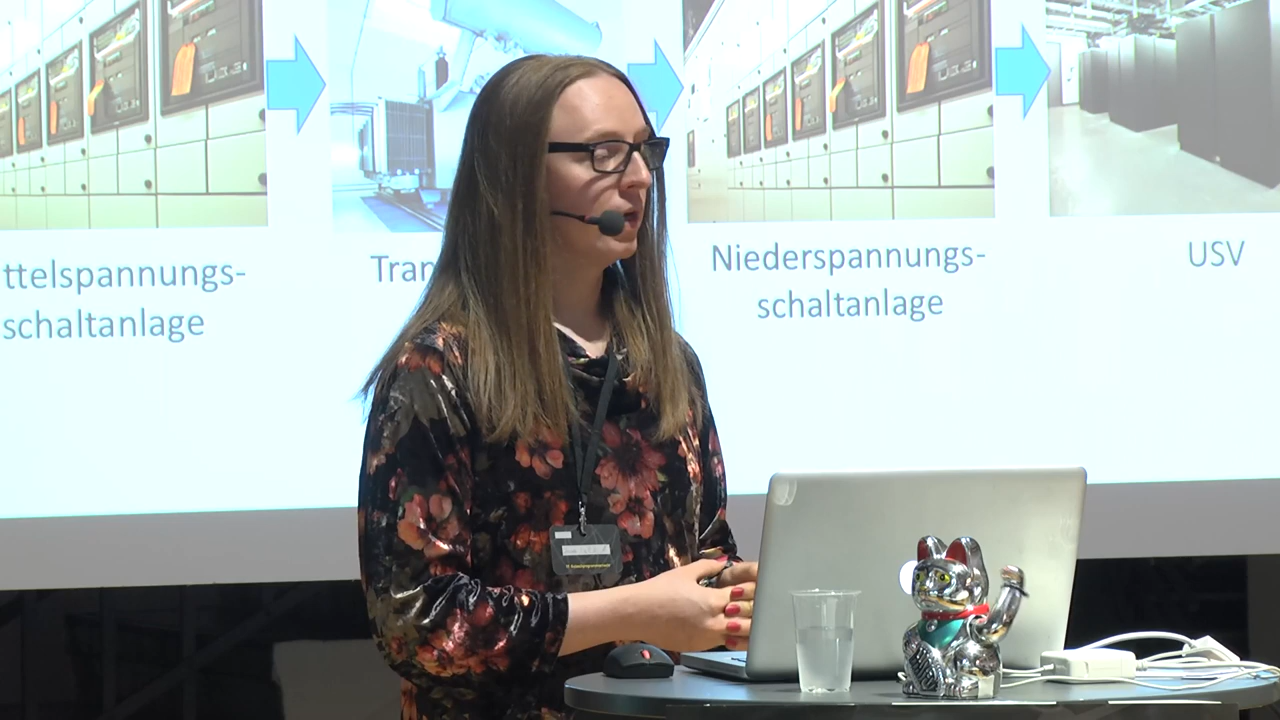 ttelspannungs-
schaltanlage
Tran
Niederspannungs-
schaltanlage
USV